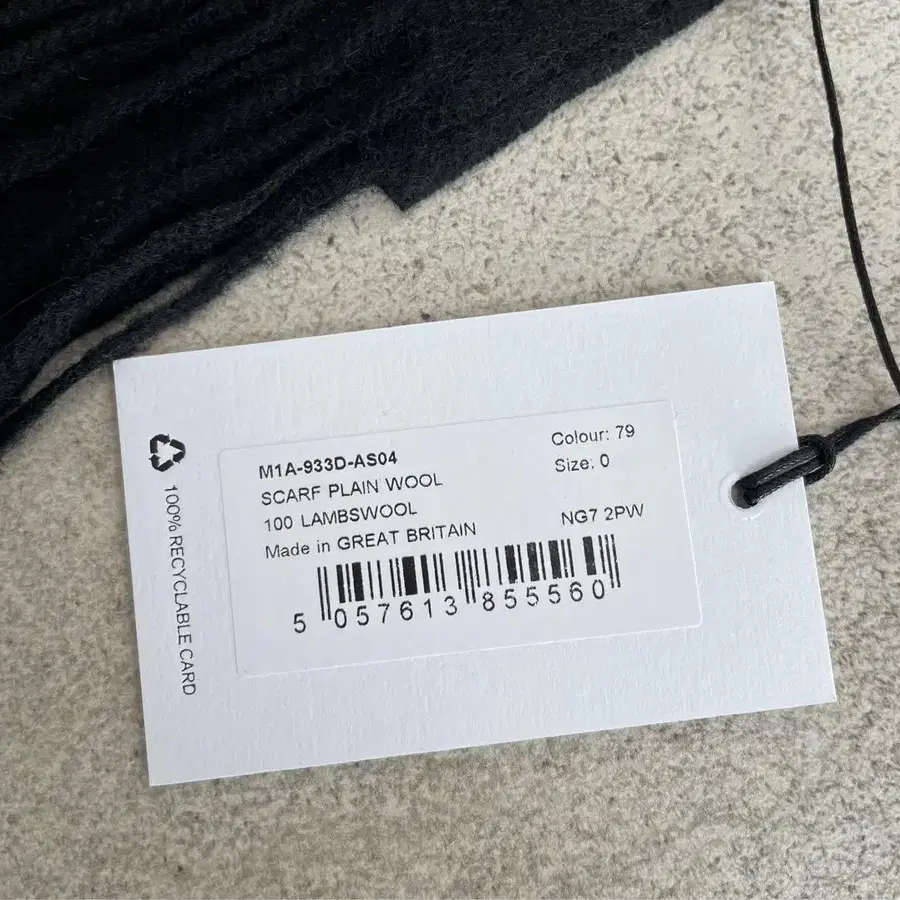 100% RECYCLABLE CARD
M1A-933D-AS04
Colour: 79
SCARF PLAIN WOOL
Size: 0
100 LAMBSWOOL
Made in GREAT BRITAIN
NG7 2PW
5 057613 855560